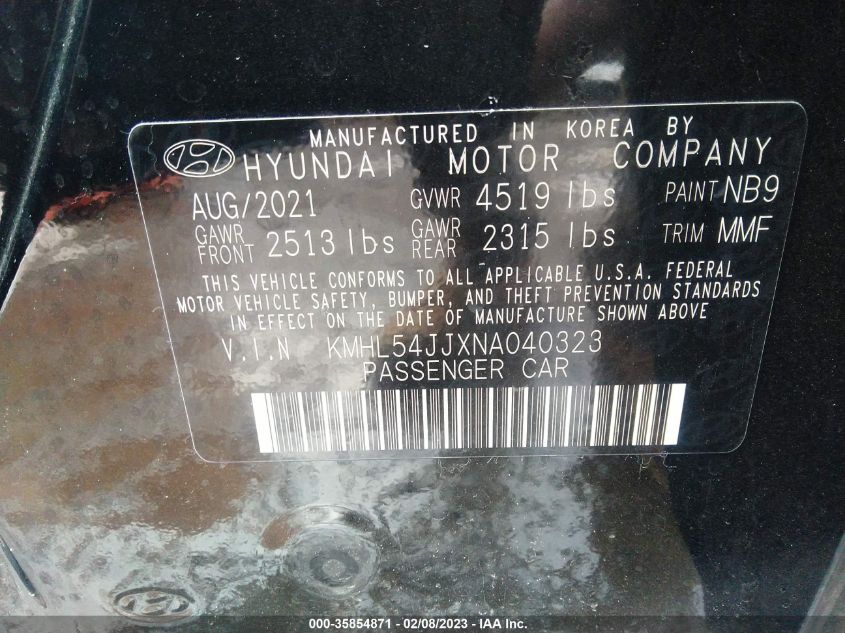 MANUFACTURED IN KOREA BY
HYUNDAI MOTOR COMPANY
AUG/2021 GVWR 4519 lbs PAINT NB9
GAWR FRONT 2513 lbs GAWR REAR 2315 lbs TRIM MMF
THIS VEHICLE CONFORMS TO ALL APPLICABLE U.S.A. FEDERAL
MOTOR VEHICLE SAFETY, BUMPER, AND THEFT PREVENTION STANDARDS
IN EFFECT ON THE DATE OF MANUFACTURE SHOWN ABOVE
V.I.N KMHL54JJXNA040323
PASSENGER CAR
000-35854871 - 02/08/2023 - IAA Inc.